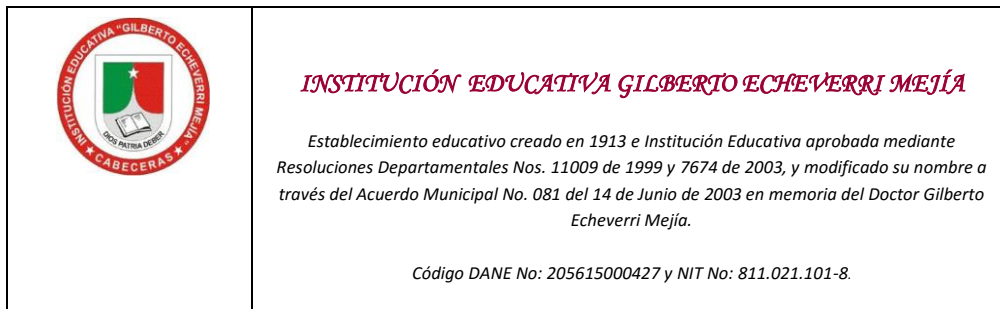 INSTITUCIÓN EDUCATIVA "GILBERTO ECHEVERRI MEJÍA"
DIOS PATRIA DEBER
★ CABECERAS ★
INSTITUCIÓN EDUCATIVA GILBERTO ECHEVERRI MEJÍA
Establecimiento educativo creado en 1913 e Institución Educativa aprobada mediante
Resoluciones Departamentales Nos. 11009 de 1999 y 7674 de 2003, y modificado su nombre a
través del Acuerdo Municipal No. 081 del 14 de Junio de 2003 en memoria del Doctor Gilberto
Echeverri Mejía.
Código DANE No: 205615000427 y NIT No: 811.021.101-8.